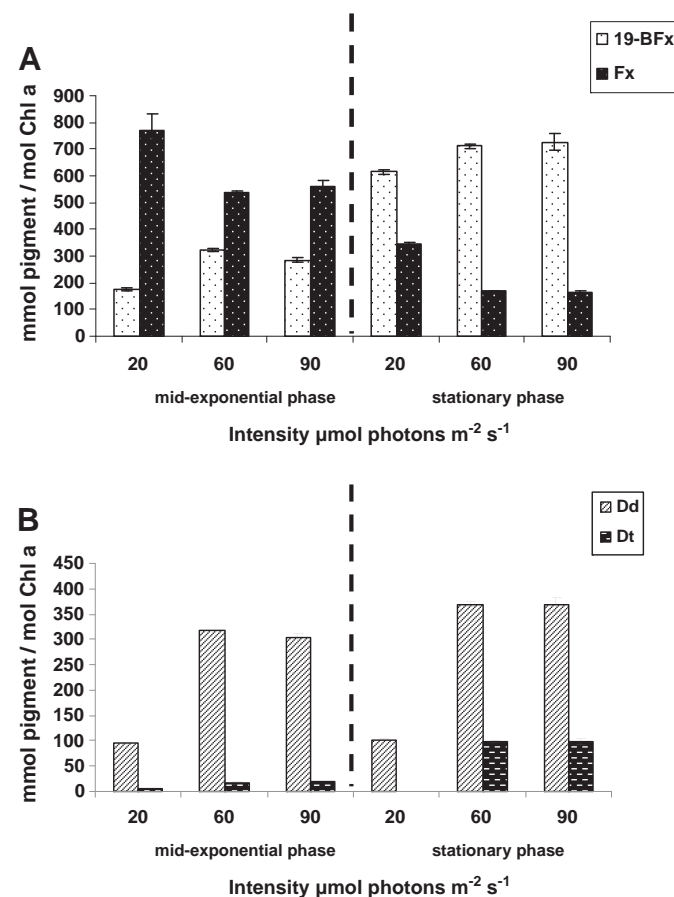 19-BFx
Fx
A
mmol pigment / mol Chl a
900
800
700
600
500
400
300
200
100
0
20 60 90 20 60 90
mid-exponential phase stationary phase
Intensity µmol photons m⁻² s⁻¹
Dd
Dt
B
mmol pigment / mol Chl a
450
400
350
300
250
200
150
100
50
0
20 60 90 20 60 90
mid-exponential phase stationary phase
Intensity µmol photons m⁻² s⁻¹